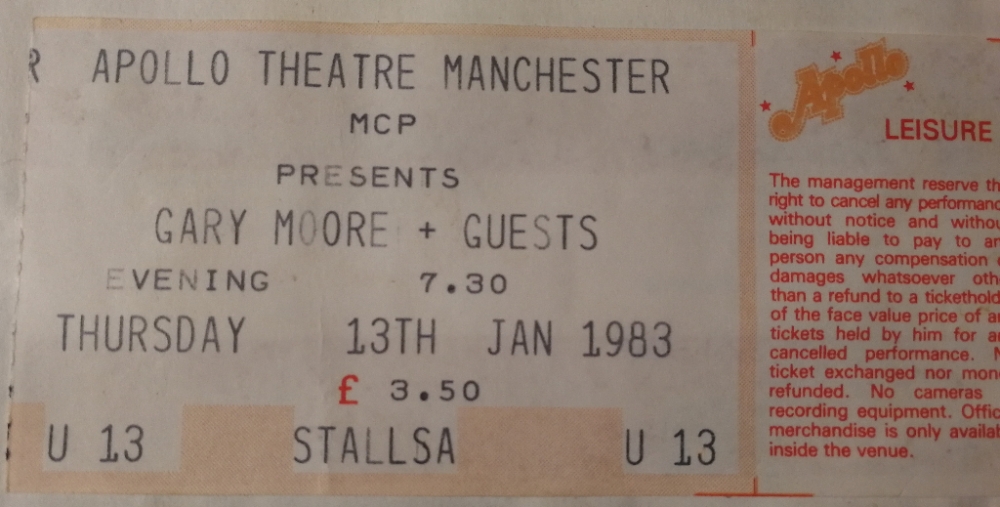 R APOLLO THEATRE MANCHESTER
MCP
PRESENTS
GARY MOORE + GUESTS
EVENING 7.30
THURSDAY 13TH JAN 1983
£ 3.50
U 13 STALLSA U 13
Apollo
LEISURE
The management reserve th
right to cancel any performanc
without notice and withou
being liable to pay to an
person any compensation o
damages whatsoever oth
than a refund to a tickethold
of the face value price of an
tickets held by him for an
cancelled performance. N
ticket exchanged nor mon
refunded. No cameras
recording equipment. Offic
merchandise is only availab
inside the venue.